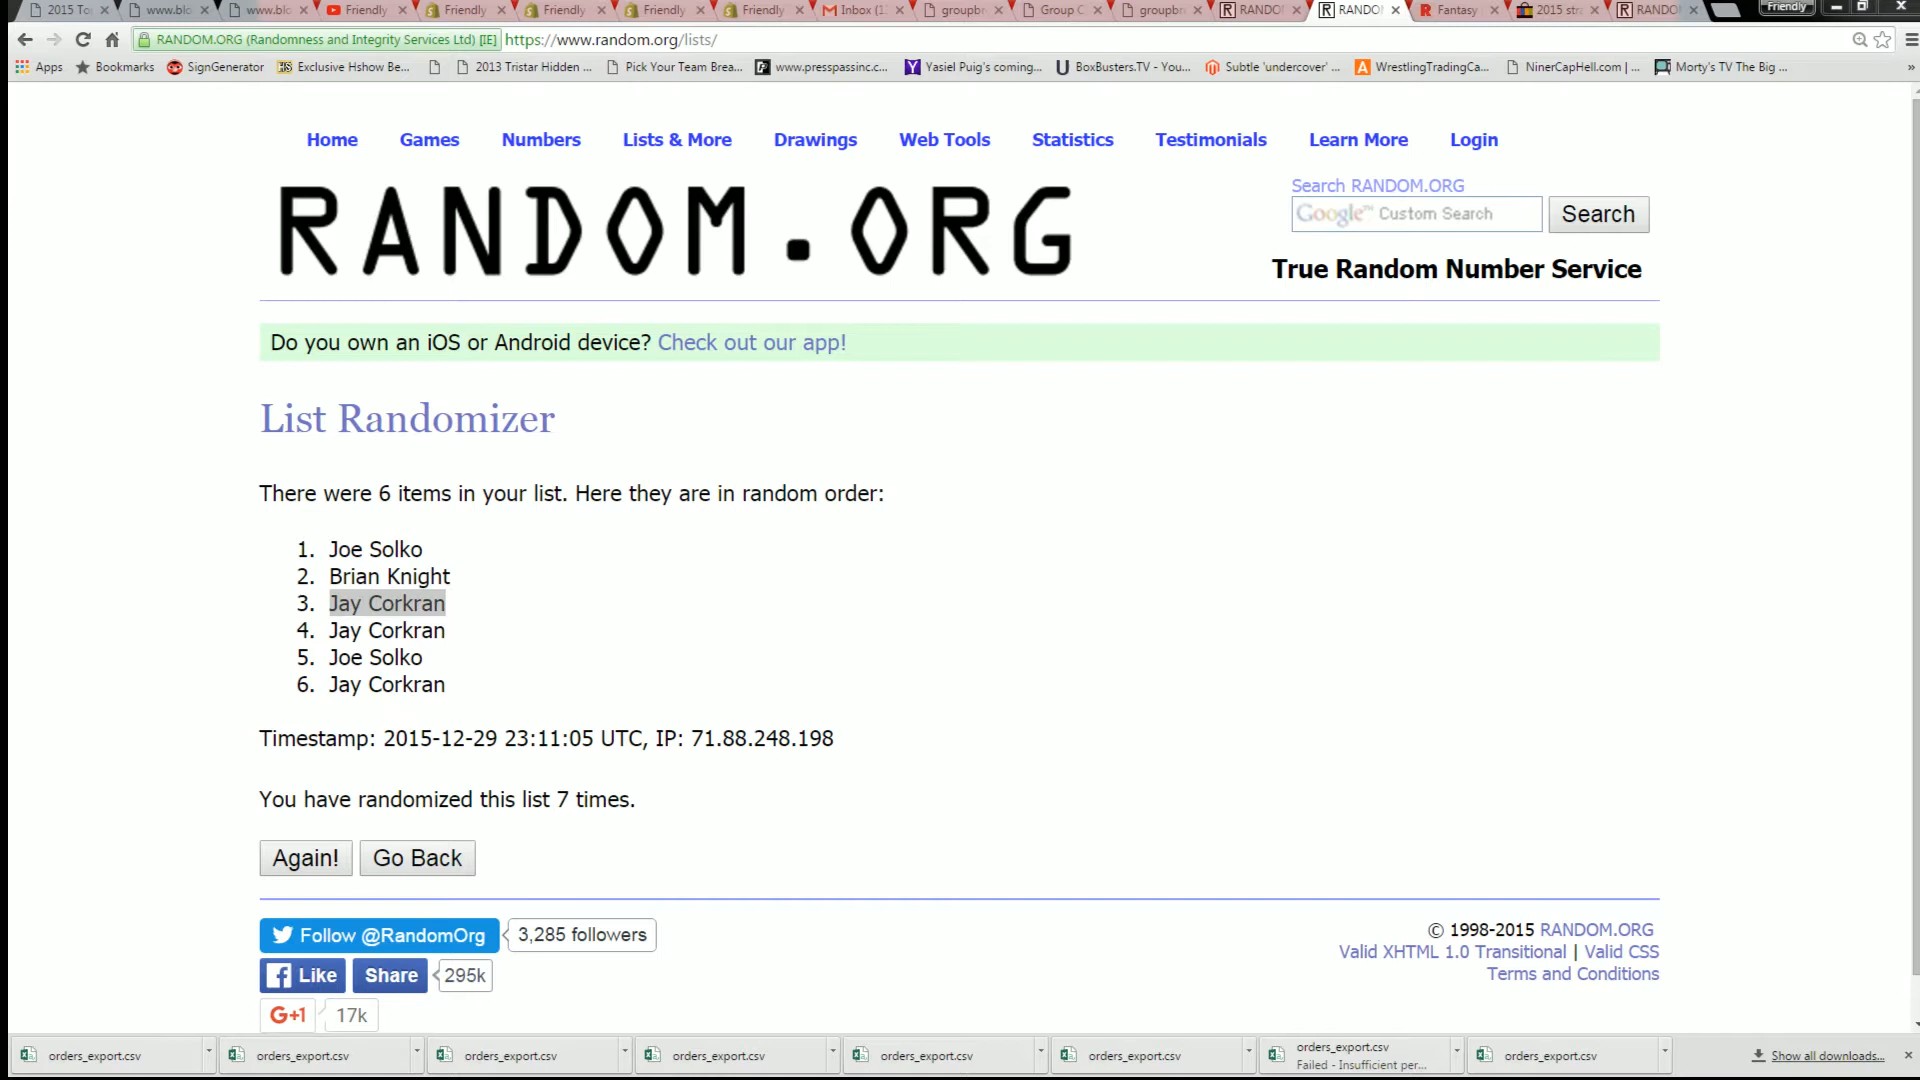 2015 To
www.blo
www.blo
Friendly
Friendly
Friendly
Friendly
Friendly
Inbox (1
groupbr
Group C
groupbr
RANDO
RANDO
Fantasy
2015 str
RANDO
Friendly
RANDOM.ORG (Randomness and Integrity Services Ltd) [IE] https://www.random.org/lists/
Apps Bookmarks SignGenerator Exclusive Hshow Be... 2013 Tristar Hidden ... Pick Your Team Brea... www.presspassinc.c... Yasiel Puig's coming... BoxBusters.TV - You... Subtle 'undercover' ... WrestlingTradingCa... NinerCapHell.com | ... Morty's TV The Big ... »
Home Games Numbers Lists & More Drawings Web Tools Statistics Testimonials Learn More Login
RANDOM.ORG
Search RANDOM.ORG
Google™ Custom Search Search
True Random Number Service
Do you own an iOS or Android device? Check out our app!
List Randomizer
There were 6 items in your list. Here they are in random order:
1. Joe Solko
2. Brian Knight
3. Jay Corkran
4. Jay Corkran
5. Joe Solko
6. Jay Corkran
Timestamp: 2015-12-29 23:11:05 UTC, IP: 71.88.248.198
You have randomized this list 7 times.
Again! Go Back
Follow @RandomOrg 3,285 followers
Like Share 295k
G+1 17k
© 1998-2015 RANDOM.ORG
Valid XHTML 1.0 Transitional | Valid CSS
Terms and Conditions
orders_export.csv orders_export.csv orders_export.csv orders_export.csv orders_export.csv orders_export.csv orders_export.csv orders_export.csv Show all downloads...
Failed - Insufficient per...